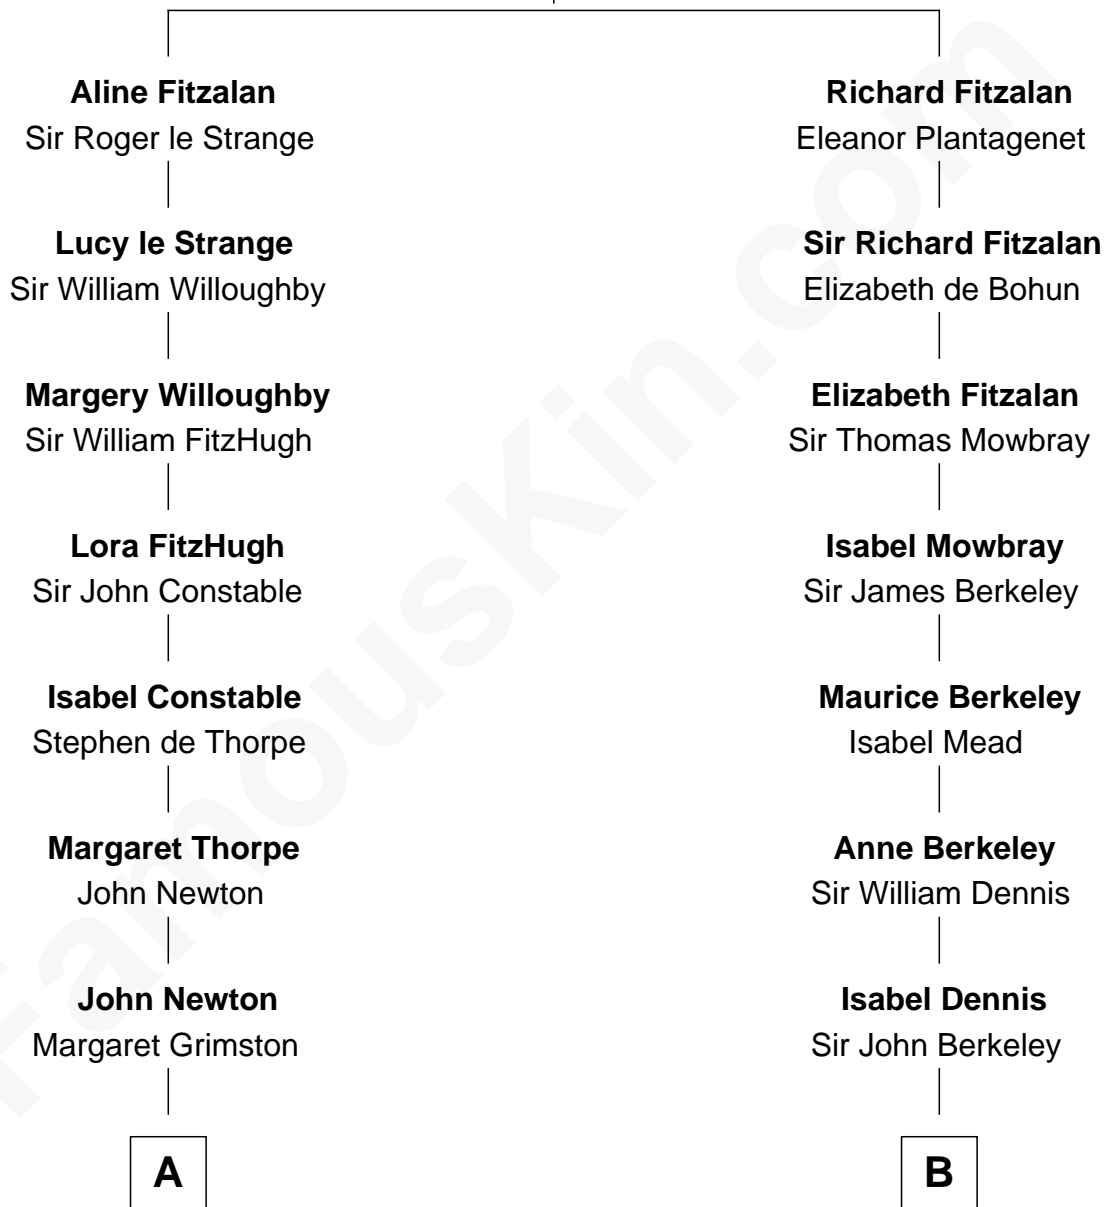 Aline Fitzalan
Sir Roger le Strange
Lucy le Strange
Sir William Willoughby
Margery Willoughby
Sir William FitzHugh
Lora FitzHugh
Sir John Constable
Isabel Constable
Stephen de Thorpe
Margaret Thorpe
John Newton
John Newton
Margaret Grimston
A
Richard Fitzalan
Eleanor Plantagenet
Sir Richard Fitzalan
Elizabeth de Bohun
Elizabeth Fitzalan
Sir Thomas Mowbray
Isabel Mowbray
Sir James Berkeley
Maurice Berkeley
Isabel Mead
Anne Berkeley
Sir William Dennis
Isabel Dennis
Sir John Berkeley
B
FamousKin.com